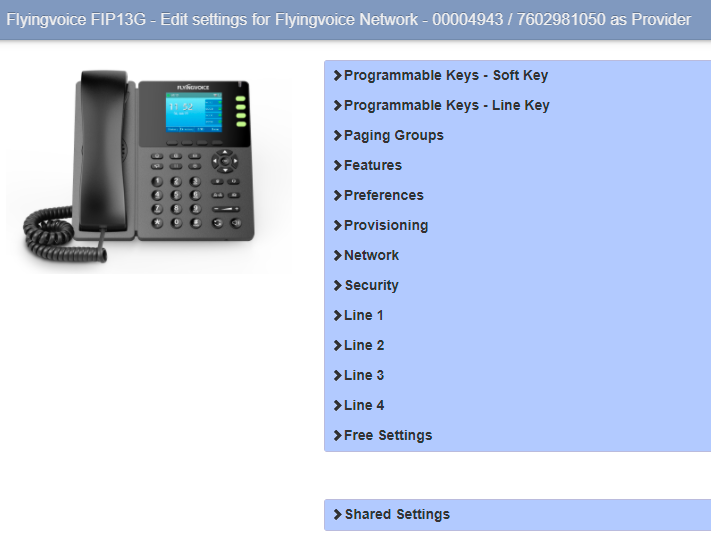 Flyingvoice FIP13G - Edit settings for Flyingvoice Network - 00004943 / 7602981050 as Provider
FLYINGVOICE
Programmable Keys - Soft Key
Programmable Keys - Line Key
Paging Groups
Features
Preferences
Provisioning
Network
Security
Line 1
Line 2
Line 3
Line 4
Free Settings
Shared Settings